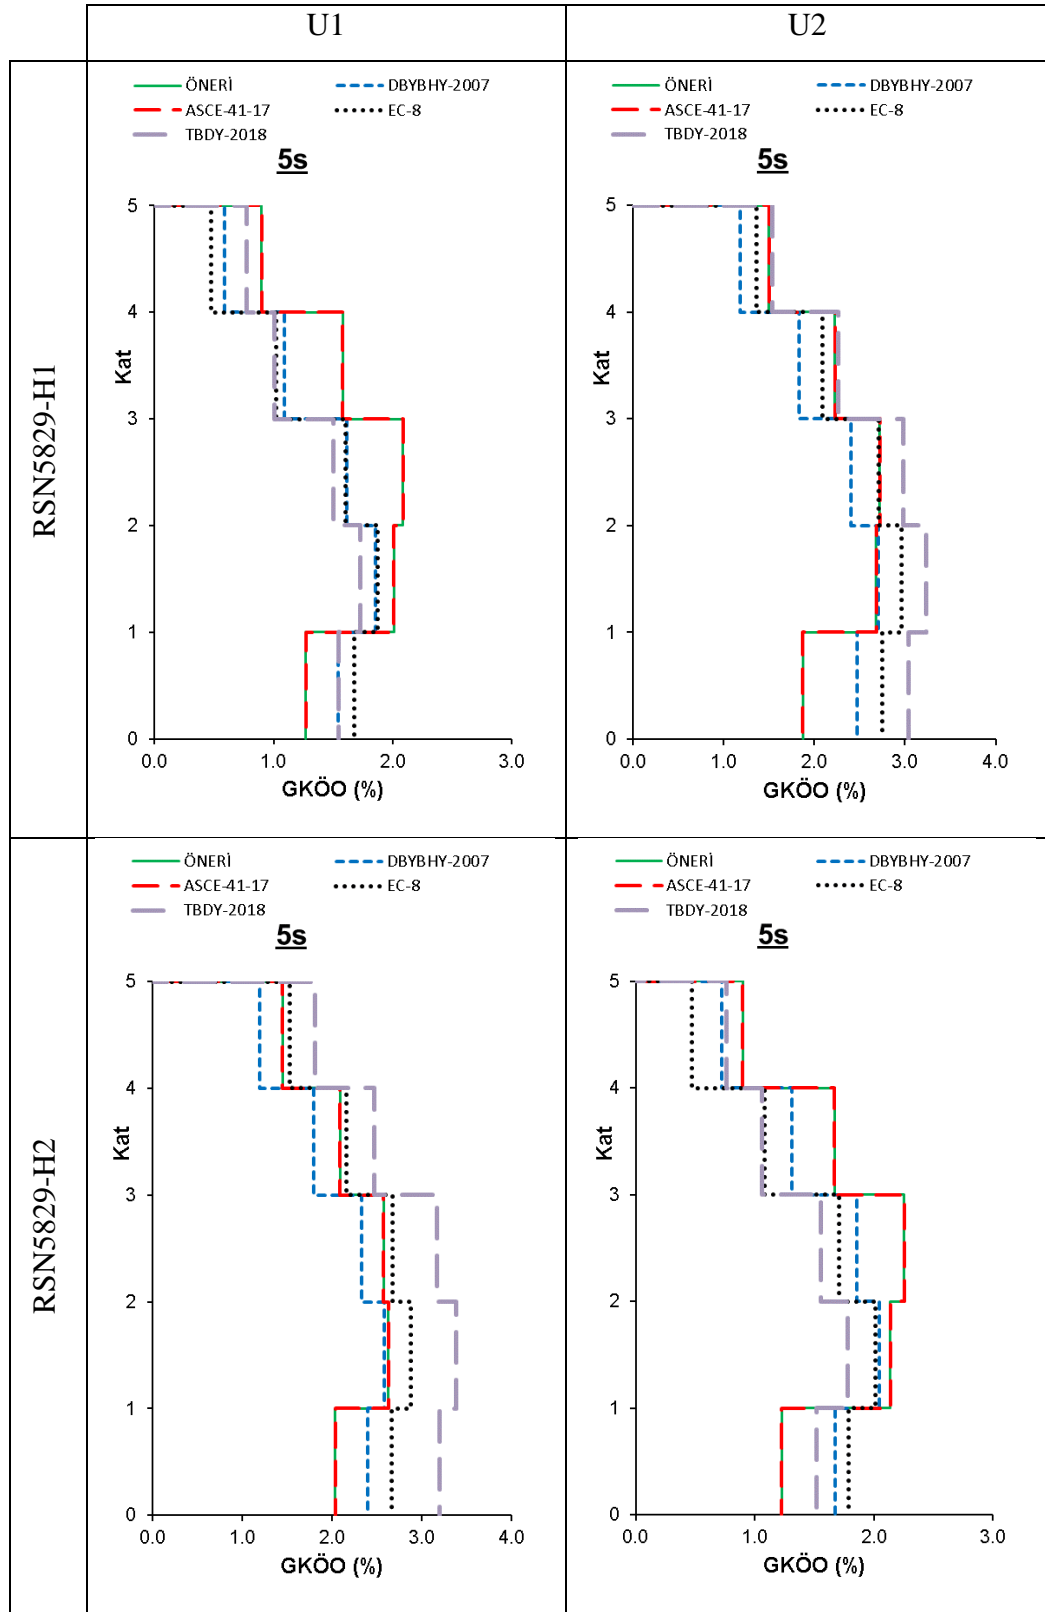 U1
U2
RSN5829-H1
ÖNERİ
DBYBHY-2007
ASCE-41-17
EC-8
TBDY-2018
5s
Kat
5
4
3
2
1
0
0.0 1.0 2.0 3.0
GKÖO (%)
ÖNERİ
DBYBHY-2007
ASCE-41-17
EC-8
TBDY-2018
5s
Kat
5
4
3
2
1
0
0.0 1.0 2.0 3.0 4.0
GKÖO (%)
RSN5829-H2
ÖNERİ
DBYBHY-2007
ASCE-41-17
EC-8
TBDY-2018
5s
Kat
5
4
3
2
1
0
0.0 1.0 2.0 3.0 4.0
GKÖO (%)
ÖNERİ
DBYBHY-2007
ASCE-41-17
EC-8
TBDY-2018
5s
Kat
5
4
3
2
1
0
0.0 1.0 2.0 3.0
GKÖO (%)